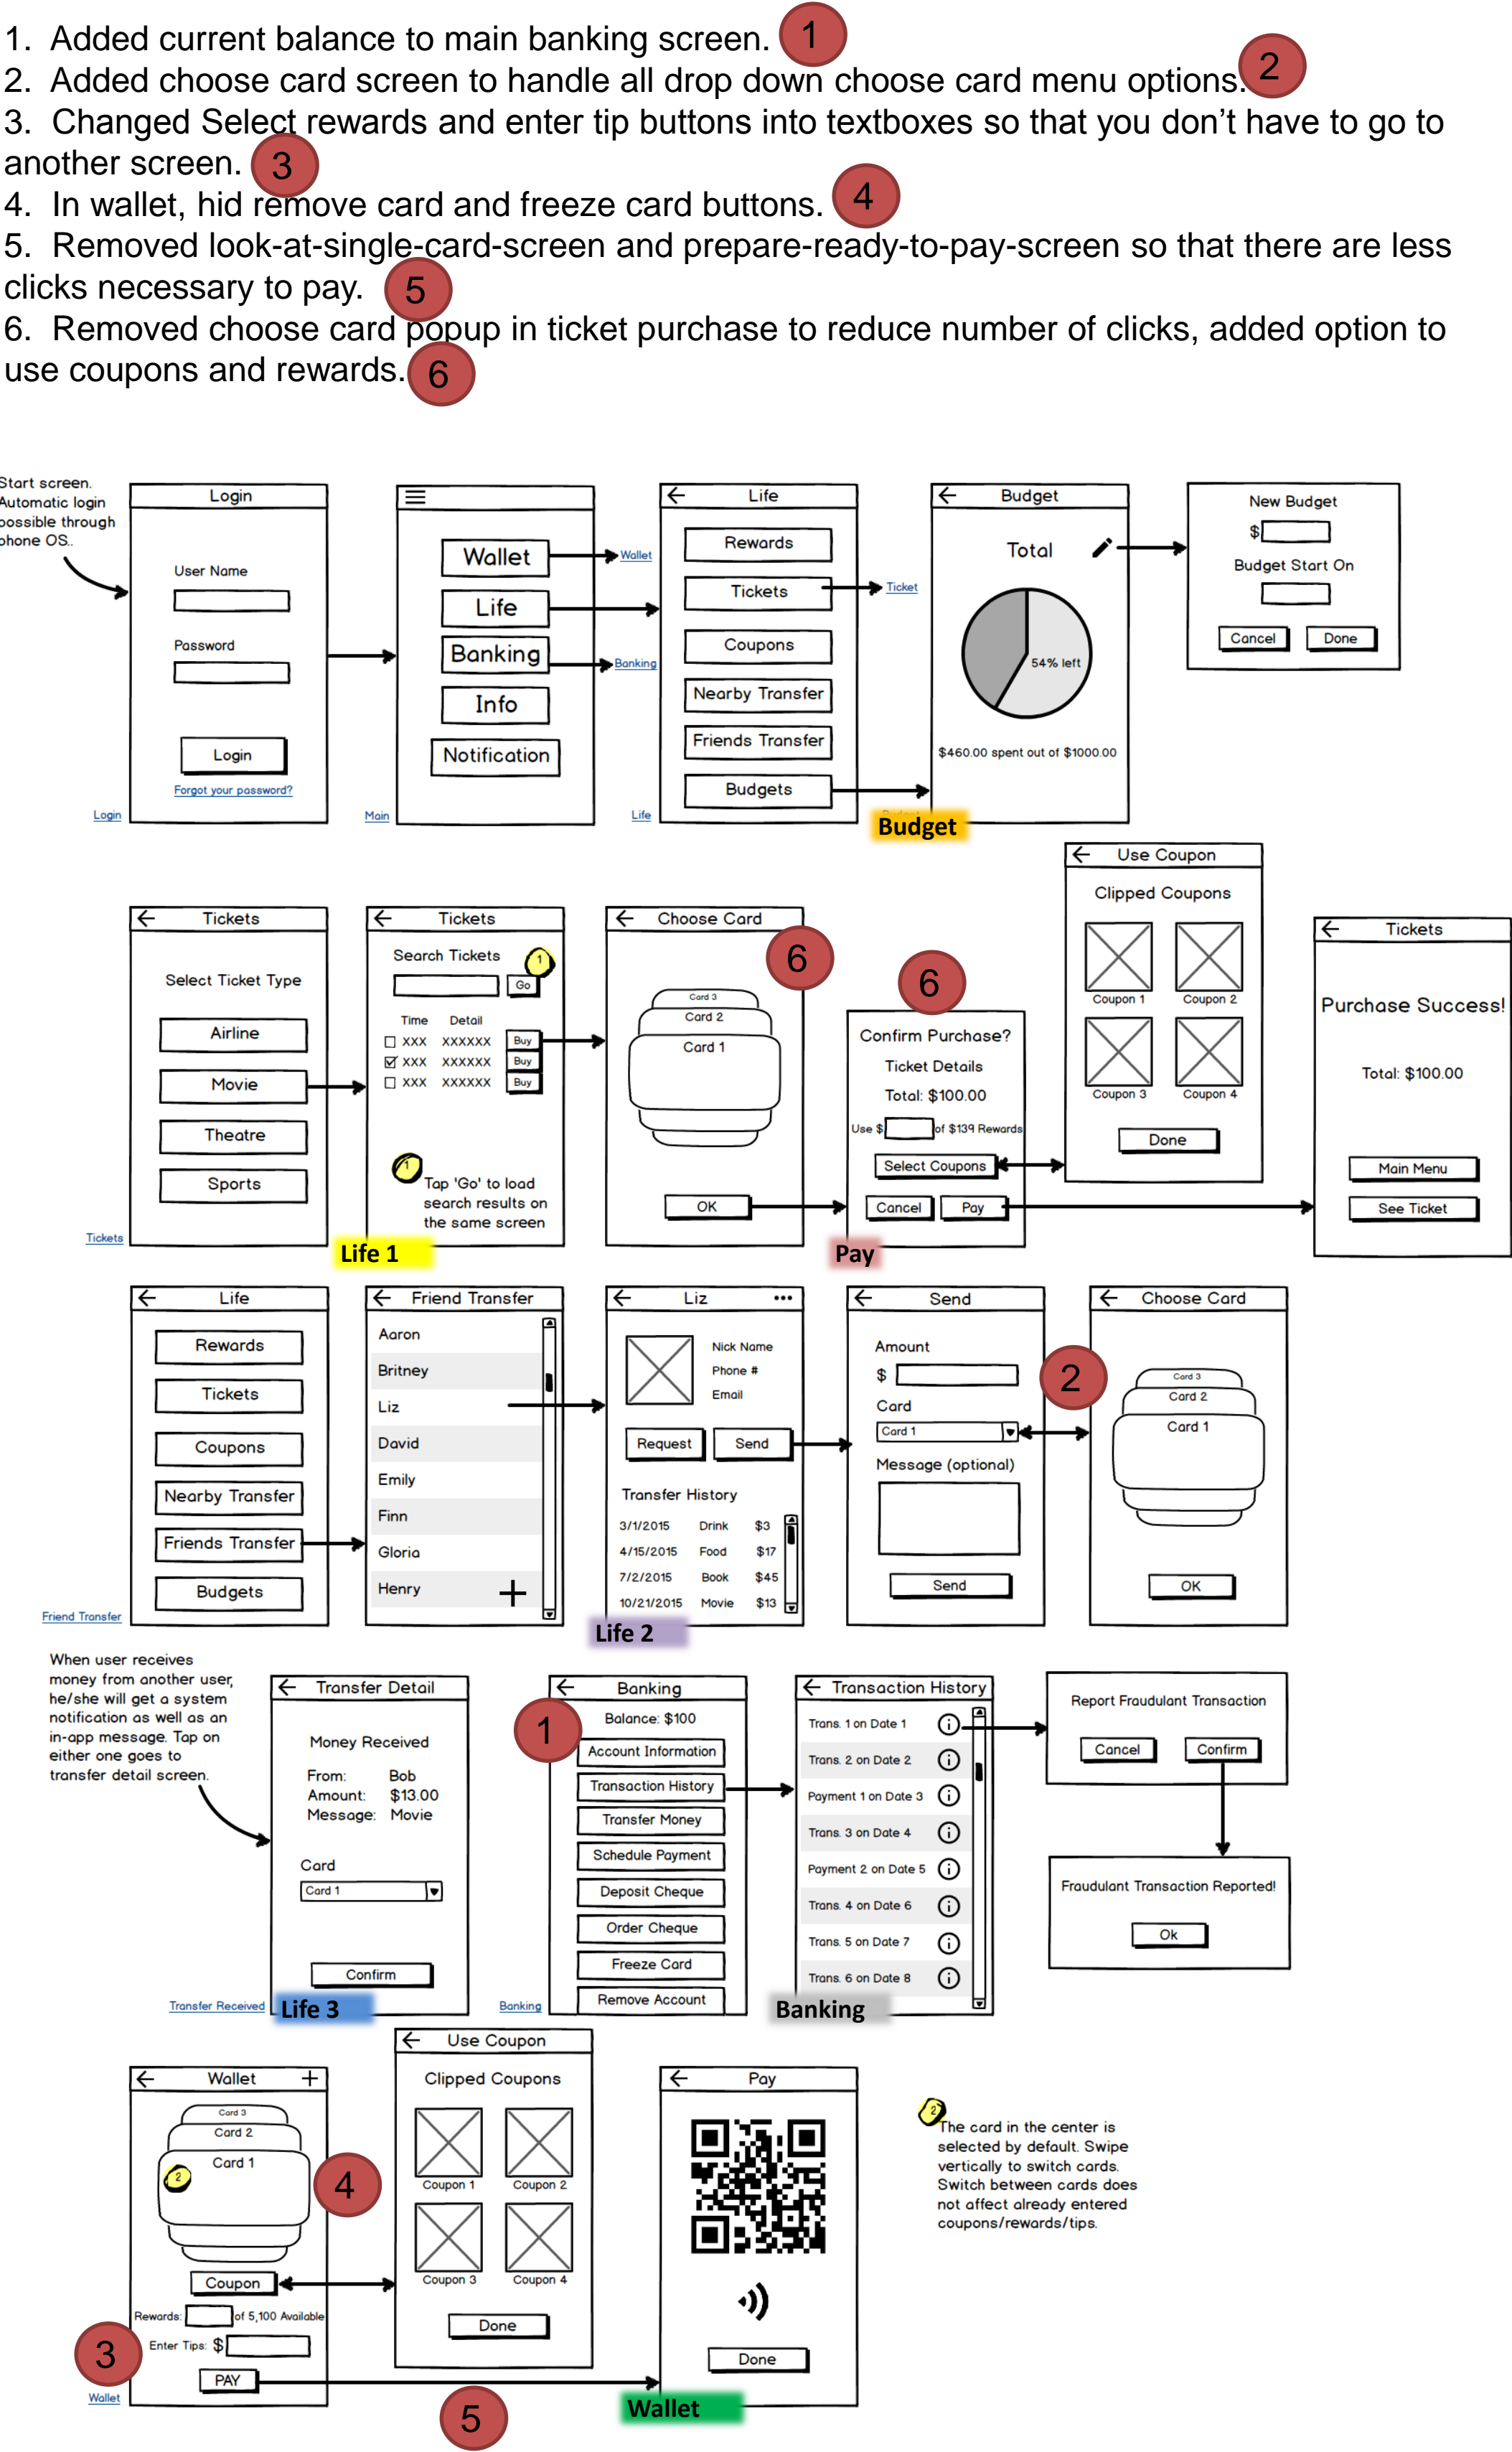 1.  Added current balance to main banking screen. 1
2.  Added choose card screen to handle all drop down choose card menu options. 2
3.  Changed Select rewards and enter tip buttons into textboxes so that you don't have to go to
another screen. 3
4.  In wallet, hid remove card and freeze card buttons. 4
5.  Removed look-at-single-card-screen and prepare-ready-to-pay-screen so that there are less
clicks necessary to pay. 5
6.  Removed choose card popup in ticket purchase to reduce number of clicks, added option to
use coupons and rewards. 6
Start screen.
Automatic login
possible through
phone OS..
Login
User Name
Password
Login
Forgot your password?
Login
Wallet
Life
Banking
Info
Notification
Main
Wallet
Banking
Life
Rewards
Tickets
Coupons
Nearby Transfer
Friends Transfer
Budgets
Life
Ticket
Budget
Total
54% left
$460.00 spent out of $1000.00
Budget
New Budget
$
Budget Start On
Cancel
Done
Tickets
Select Ticket Type
Airline
Movie
Theatre
Sports
Tickets
Tickets
Search Tickets
1
Go
Time Detail
XXX XXXXXX Buy
XXX XXXXXX Buy
XXX XXXXXX Buy
1
Tap 'Go' to load
search results on
the same screen
Life 1
Choose Card
6
Card 3
Card 2
Card 1
OK
6
Confirm Purchase?
Ticket Details
Total: $100.00
Use $ of $139 Rewards
Select Coupons
Cancel
Pay
Pay
Use Coupon
Clipped Coupons
Coupon 1
Coupon 2
Coupon 3
Coupon 4
Done
Tickets
Purchase Success!
Total: $100.00
Main Menu
See Ticket
Life
Rewards
Tickets
Coupons
Nearby Transfer
Friends Transfer
Budgets
Friend Transfer
Friend Transfer
Aaron
Britney
Liz
David
Emily
Finn
Gloria
Henry
+
Liz
•••
Nick Name
Phone #
Email
Request
Send
Transfer History
3/1/2015 Drink $3
4/15/2015 Food $17
7/2/2015 Book $45
10/21/2015 Movie $13
Life 2
Send
Amount
$
Card
Card 1
Message (optional)
Send
2
Choose Card
Card 3
Card 2
Card 1
OK
When user receives
money from another user,
he/she will get a system
notification as well as an
in-app message. Tap on
either one goes to
transfer detail screen.
Transfer Detail
Money Received
From: Bob
Amount: $13.00
Message: Movie
Card
Card 1
Confirm
Transfer Received
Life 3
Banking
1
Balance: $100
Account Information
Transaction History
Transfer Money
Schedule Payment
Deposit Cheque
Order Cheque
Freeze Card
Remove Account
Banking
Transaction History
Trans. 1 on Date 1 i
Trans. 2 on Date 2 i
Payment 1 on Date 3 i
Trans. 3 on Date 4 i
Payment 2 on Date 5 i
Trans. 4 on Date 6 i
Trans. 5 on Date 7 i
Trans. 6 on Date 8 i
Banking
Report Fraudulant Transaction
Cancel
Confirm
Fraudulant Transaction Reported!
Ok
Wallet +
Card 3
Card 2
Card 1
2
4
Coupon
Rewards: of 5,100 Available
3
Enter Tips: $
PAY
Wallet
5
Use Coupon
Clipped Coupons
Coupon 1
Coupon 2
Coupon 3
Coupon 4
Done
Pay
Done
Wallet
2
The card in the center is
selected by default. Swipe
vertically to switch cards.
Switch between cards does
not affect already entered
coupons/rewards/tips.